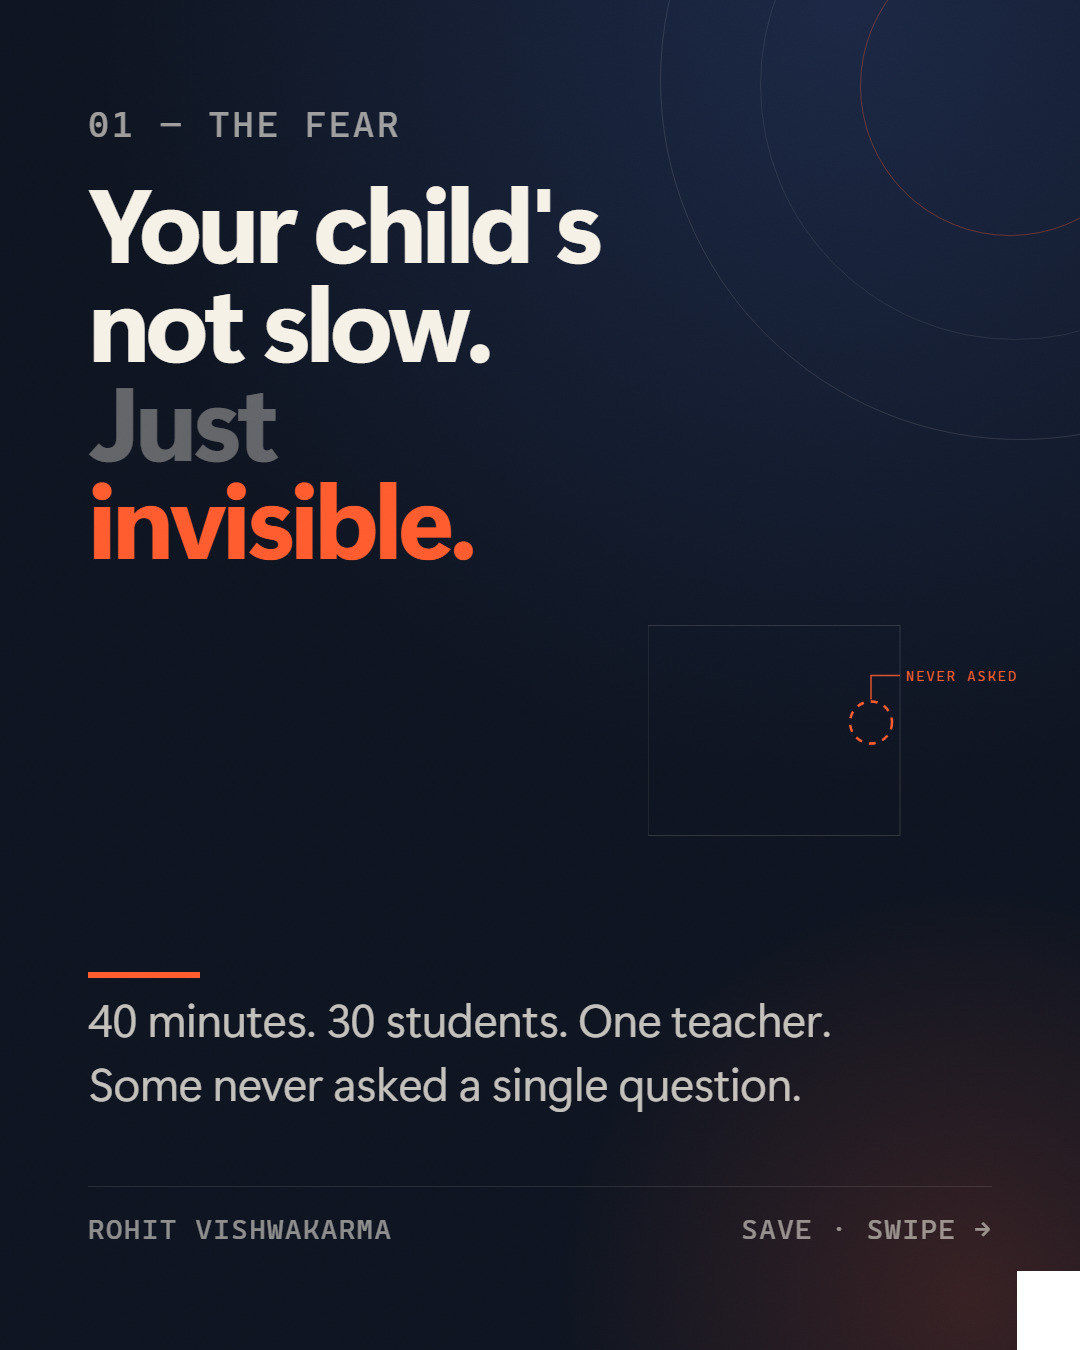 01 — THE FEAR
Your child's
not slow.
Just
invisible.
NEVER ASKED
40 minutes. 30 students. One teacher.
Some never asked a single question.
ROHIT VISHWAKARMA
SAVE · SWIPE →